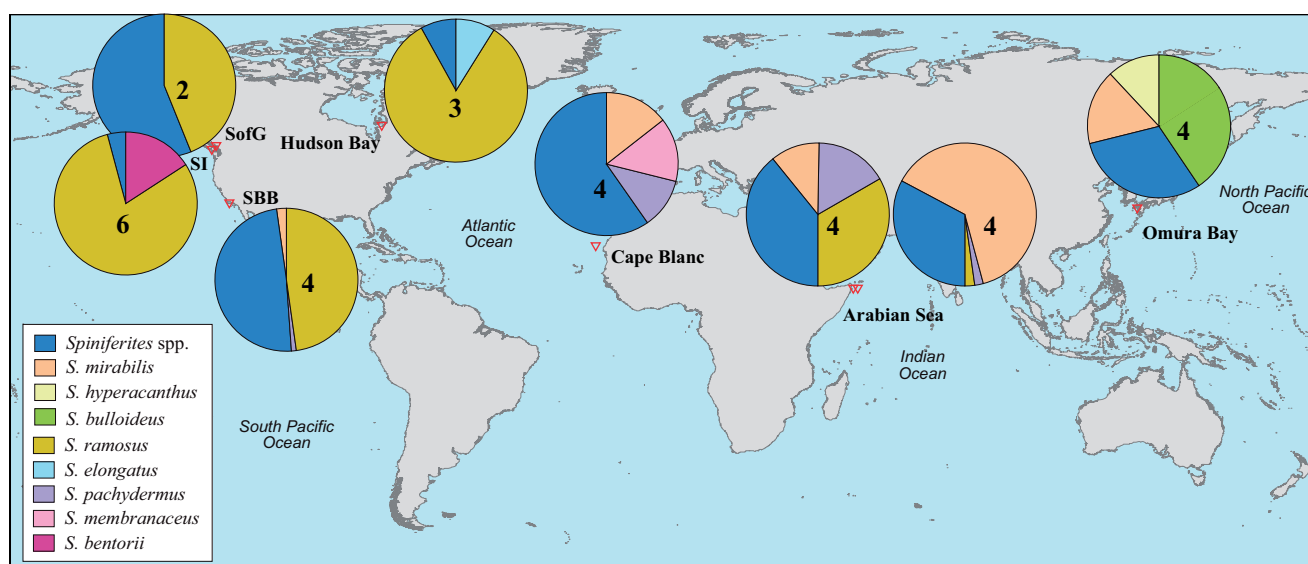 2
SofG
SI
6
SBB
4
3
Hudson Bay
Atlantic
Ocean
4
Cape Blanc
4
4
Arabian Sea
Indian
Ocean
4
North Pacific
Ocean
Omura Bay
South Pacific
Ocean
Spiniferites spp.
S. mirabilis
S. hyperacanthus
S. bulloideus
S. ramosus
S. elongatus
S. pachydermus
S. membranaceus
S. bentorii